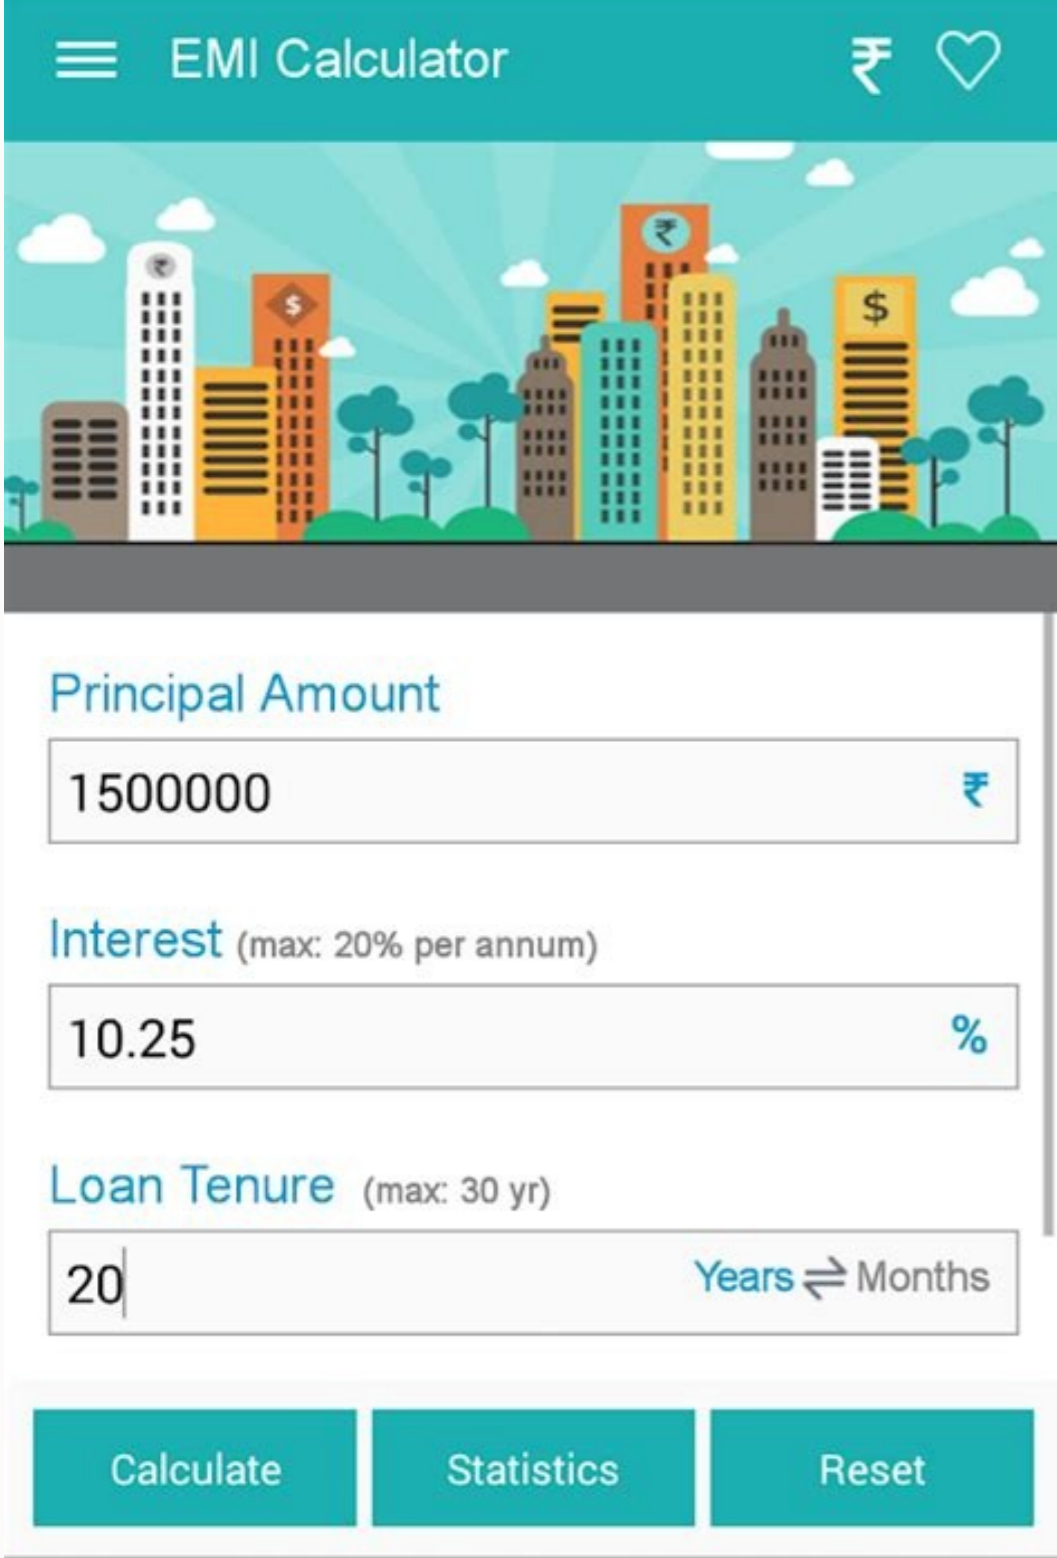 EMI Calculator ₹
₹
₹
$
$
Principal Amount
1500000 ₹
Interest (max: 20% per annum)
10.25 %
Loan Tenure (max: 30 yr)
20 Years ⇌ Months
Calculate Statistics Reset